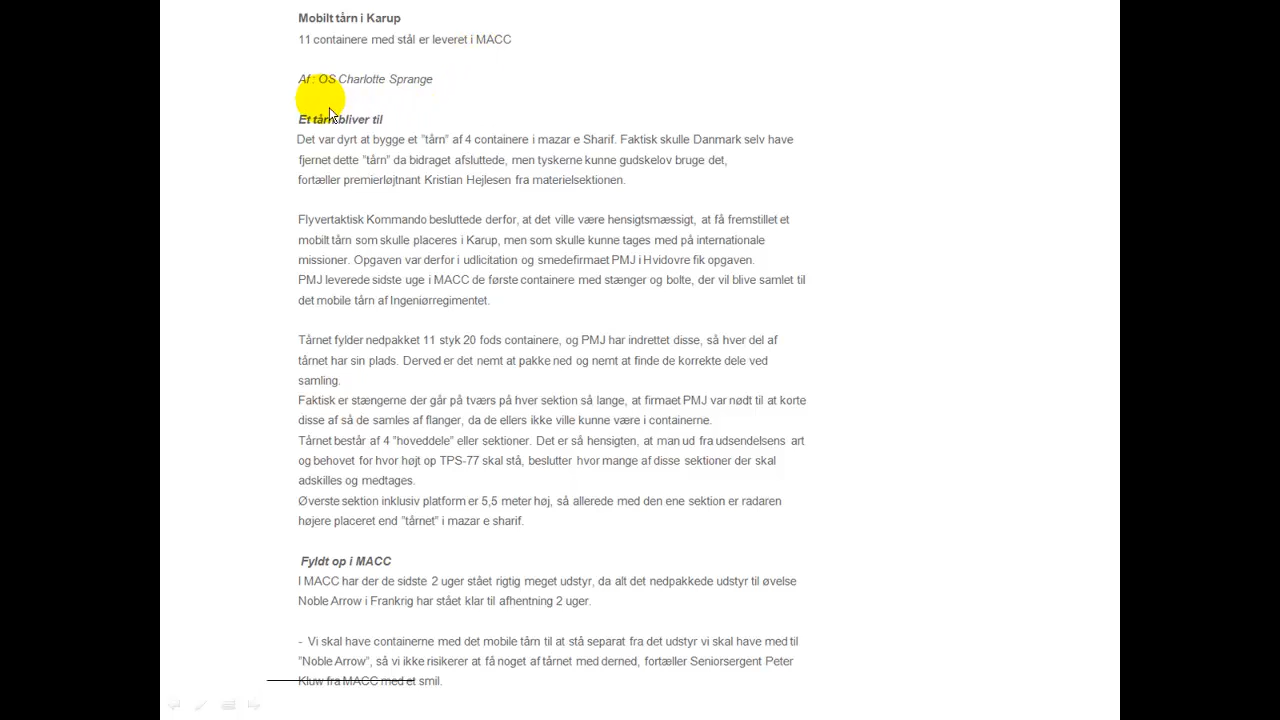 Mobilt tårn i Karup
11 containere med stål er leveret i MACC
Af: OS Charlotte Sprange
Et tårn bliver til
Det var dyrt at bygge et "tårn" af 4 containere i mazar e Sharif. Faktisk skulle Danmark selv have
fjernet dette "tårn" da bidraget afsluttede, men tyskerne kunne gudskelov bruge det,
fortæller premierløjtnant Kristian Hejlesen fra materielsektionen.
Flyvertaktisk Kommando besluttede derfor, at det ville være hensigtsmæssigt, at få fremstillet et
mobilt tårn som skulle placeres i Karup, men som skulle kunne tages med på internationale
missioner. Opgaven var derfor i udlicitation og smedefirmaet PMJ i Hvidovre fik opgaven.
PMJ leverede sidste uge i MACC de første containere med stænger og bolte, der vil blive samlet til
det mobile tårn af Ingeniørregimentet.
Tårnet fylder nedpakket 11 styk 20 fods containere, og PMJ har indrettet disse, så hver del af
tårnet har sin plads. Derved er det nemt at pakke ned og nemt at finde de korrekte dele ved
samling.
Faktisk er stængerne der går på tværs på hver sektion så lange, at firmaet PMJ var nødt til at korte
disse af så de samles af flanger, da de ellers ikke ville kunne være i containerne.
Tårnet består af 4 "hoveddele" eller sektioner. Det er så hensigten, at man ud fra udsendelsens art
og behovet for hvor højt op TPS-77 skal stå, beslutter hvor mange af disse sektioner der skal
adskilles og medtages.
Øverste sektion inklusiv platform er 5,5 meter høj, så allerede med den ene sektion er radaren
højere placeret end "tårnet" i mazar e sharif.
Fyldt op i MACC
I MACC har der de sidste 2 uger stået rigtig meget udstyr, da alt det nedpakkede udstyr til øvelse
Noble Arrow i Frankrig har stået klar til afhentning 2 uger.
- Vi skal have containerne med det mobile tårn til at stå separat fra det udstyr vi skal have med til
"Noble Arrow", så vi ikke risikerer at få noget af tårnet med derned, fortæller Seniorsergent Peter
Kluw fra MACC med et smil.